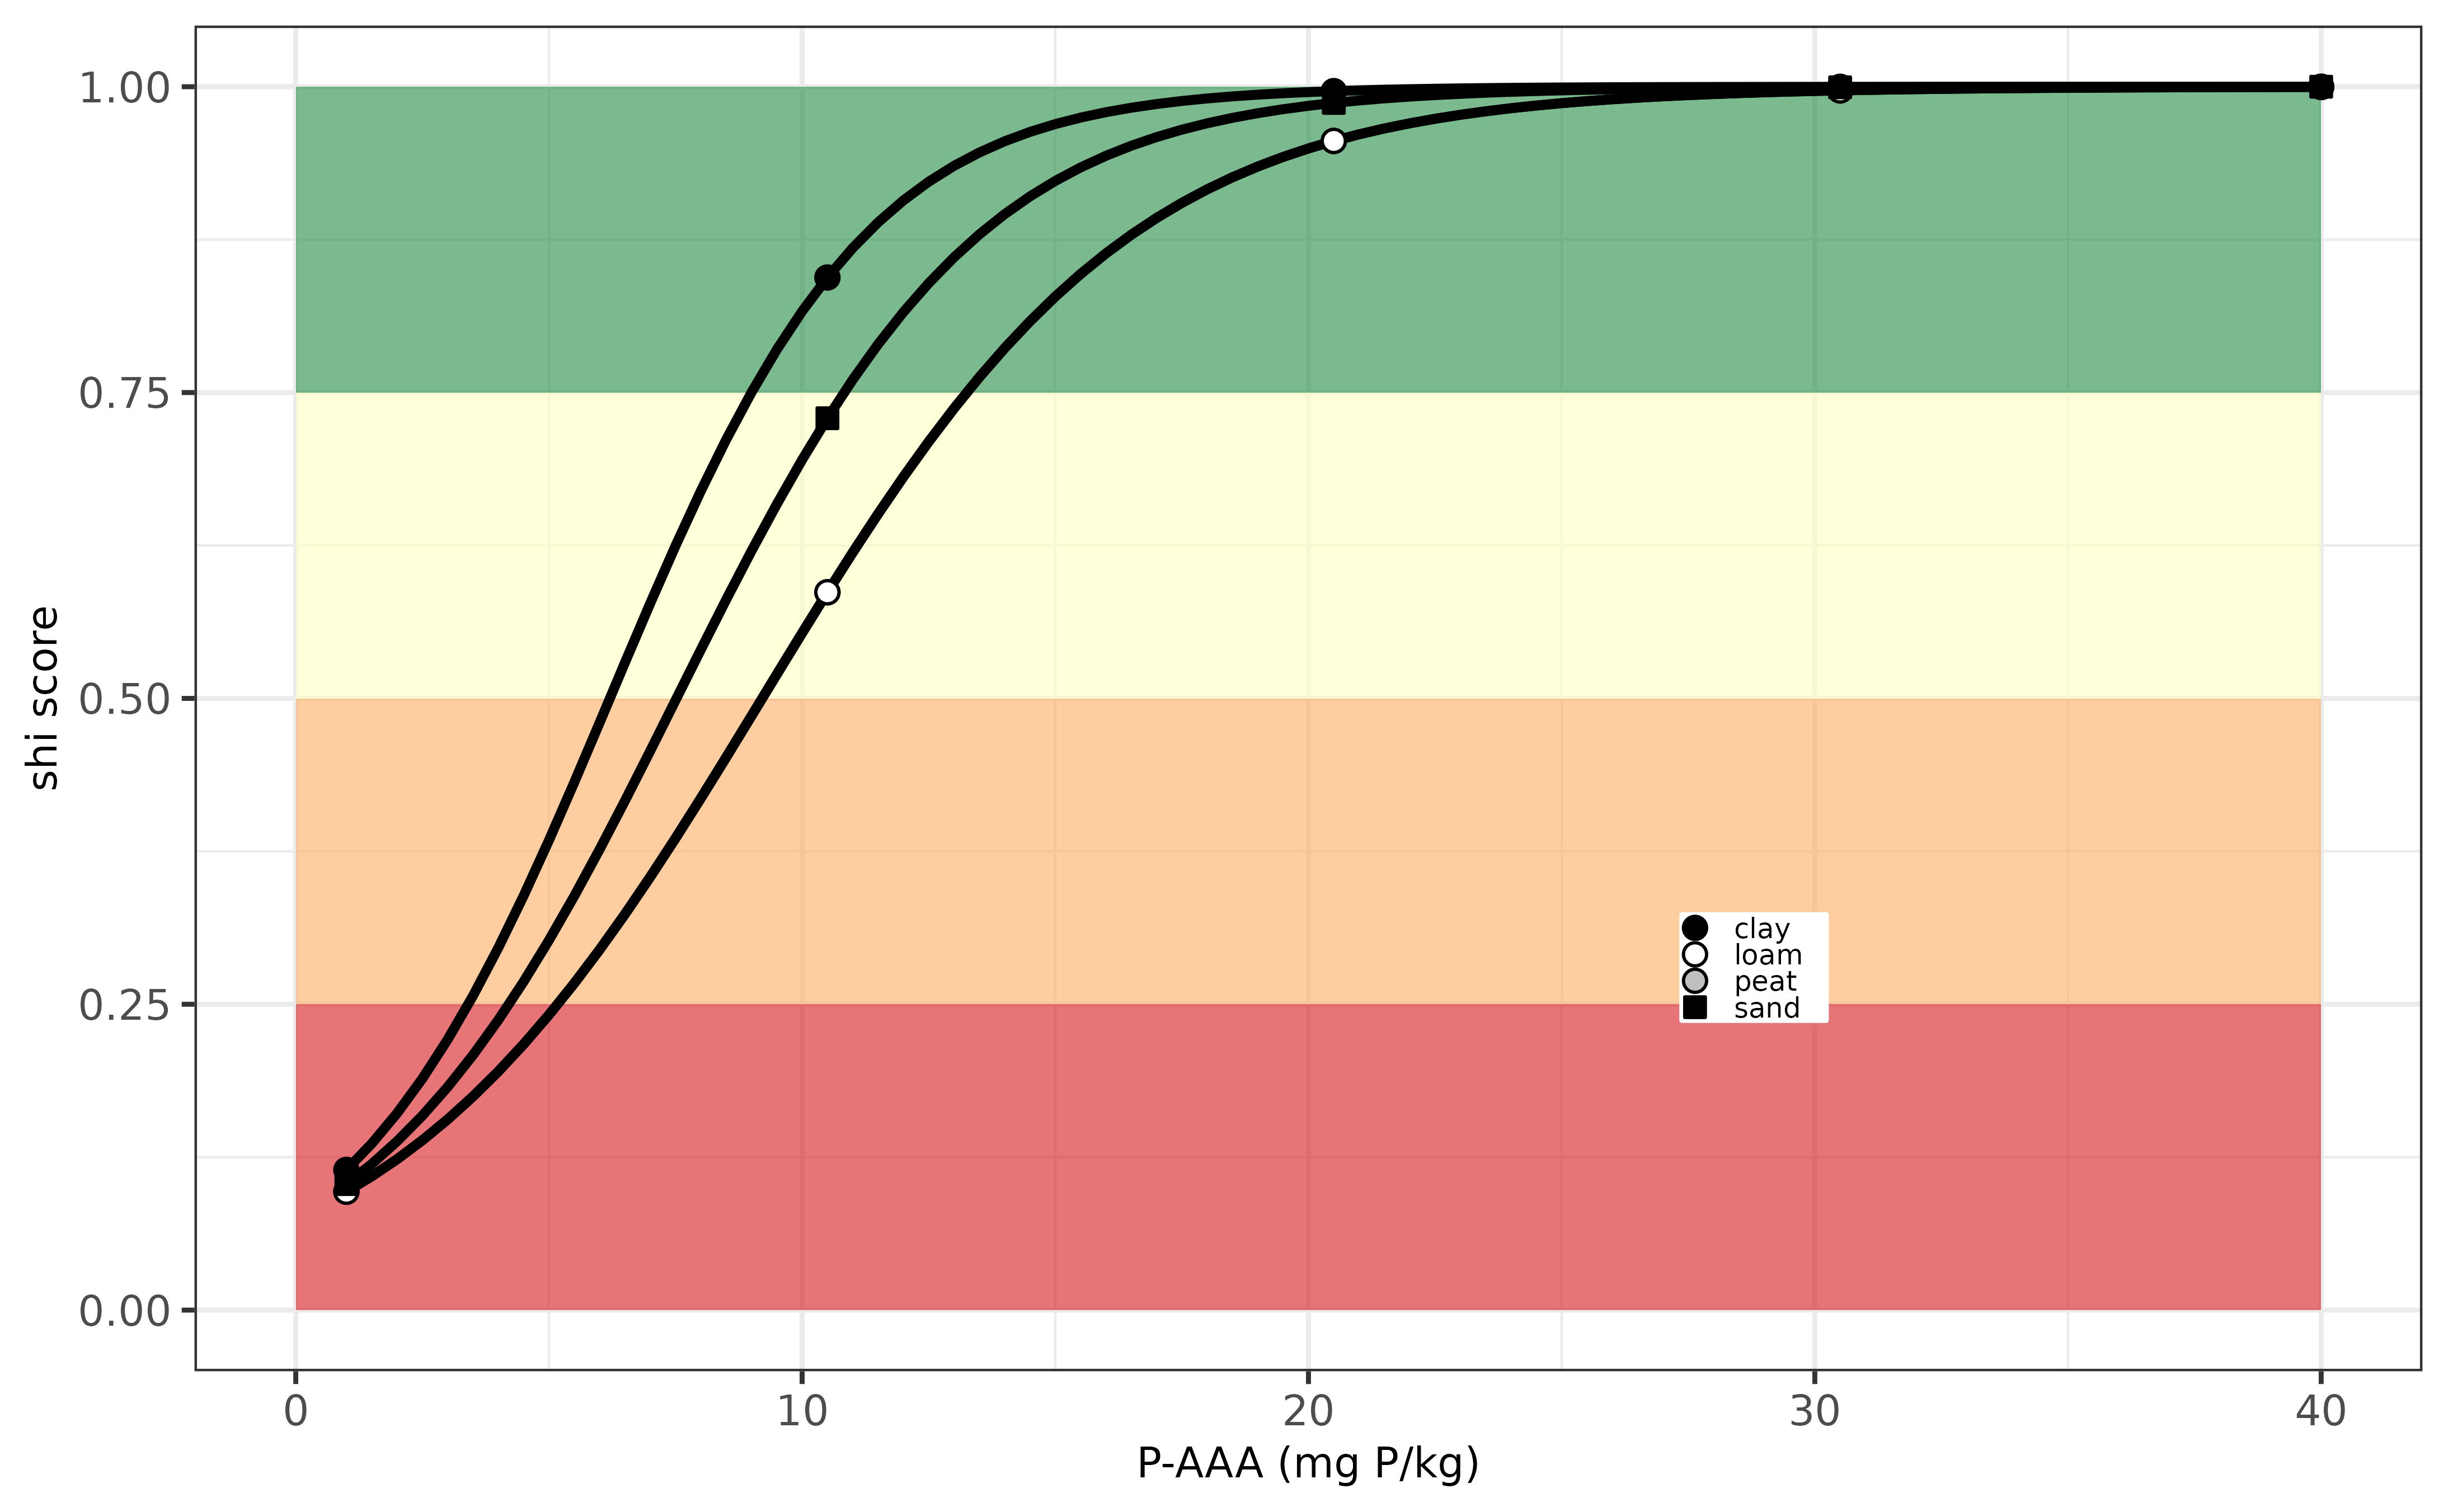 1.00
0.75
0.50
0.25
0.00
shi score
clay
loam
peat
sand
0 10 20 30 40
P-AAA (mg P/kg)